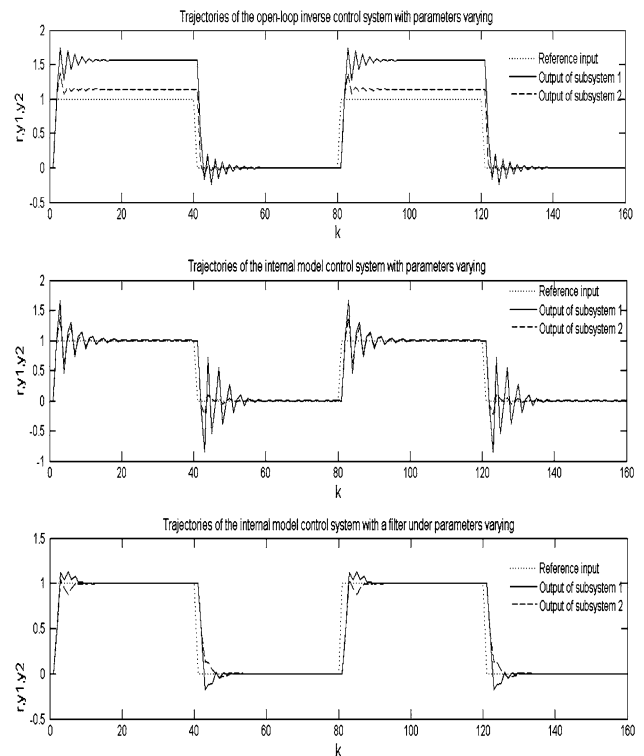 Trajectories of the open-loop inverse control system with parameters varying
2
1.5
1
0.5
0
-0.5
r,y1,y2
Reference input
Output of subsystem 1
Output of subsystem 2
0 20 40 60 80 100 120 140 160
k
Trajectories of the internal model control system with parameters varying
2
1.5
1
0.5
0
-0.5
-1
r,y1,y2
Reference input
Output of subsystem 1
Output of subsystem 2
0 20 40 60 80 100 120 140 160
k
Trajectories of the internal model control system with a filter under parameters varying
1.5
1
0.5
0
-0.5
r,y1,y2
Reference input
Output of subsystem 1
Output of subsystem 2
0 20 40 60 80 100 120 140 160
k